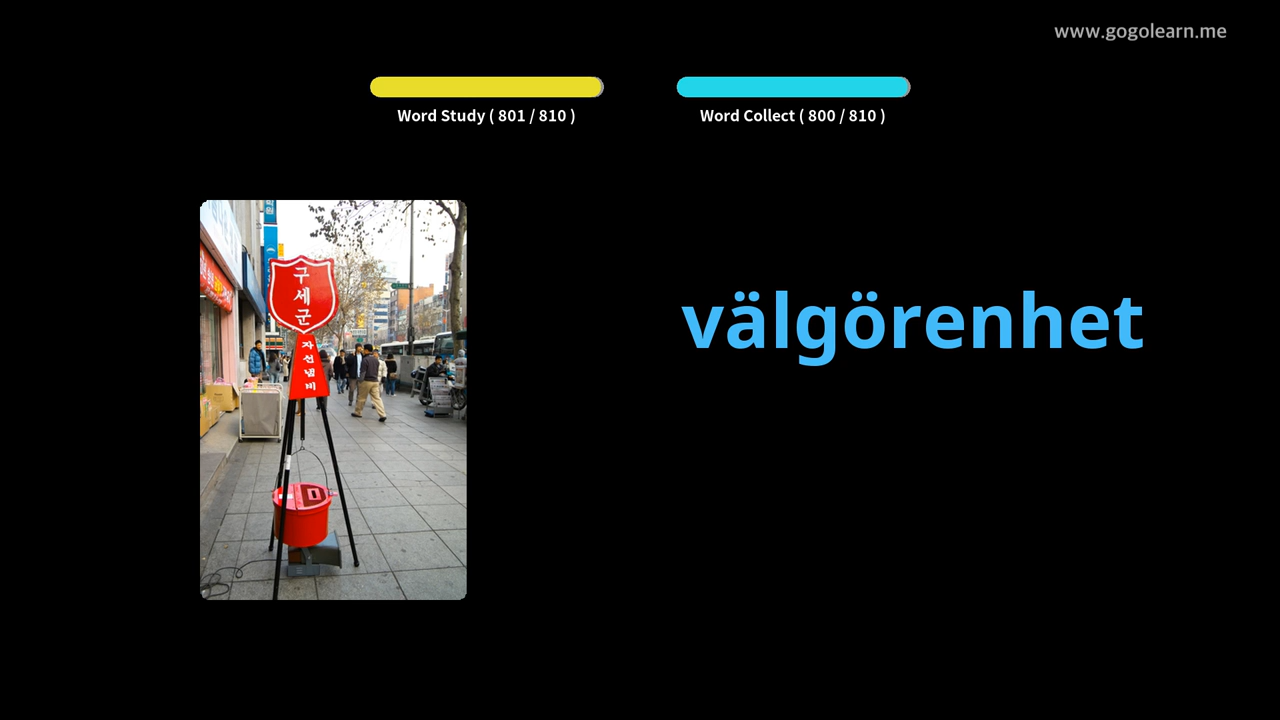 www.gogolearn.me
Word Study ( 801 / 810 )
Word Collect ( 800 / 810 )
välgörenhet
구세군
자선냄비